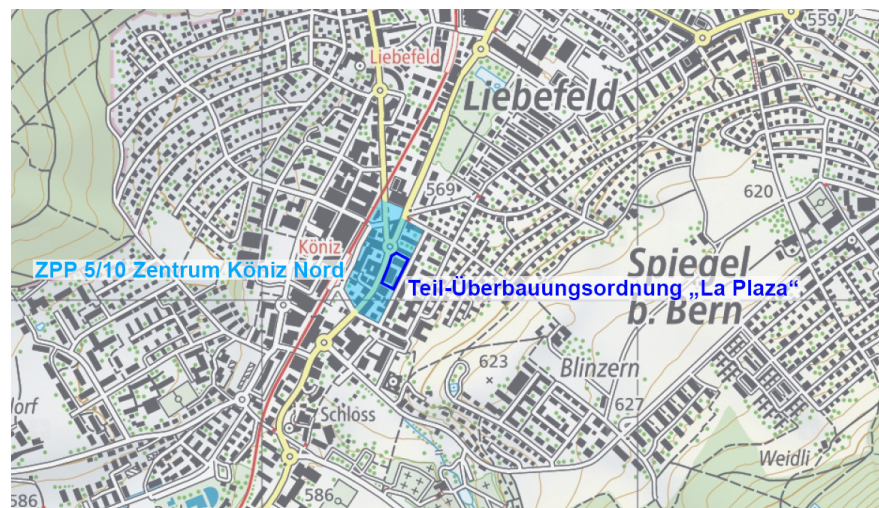 559
Liebefeld
Liebefeld
569
620
Köniz
ZPP 5/10 Zentrum Köniz Nord
Spiegel
b. Bern
Teil-Überbauungsordnung „La Plaza“
623
Blinzern
627
Schloss
dorf
Weidli
586
586